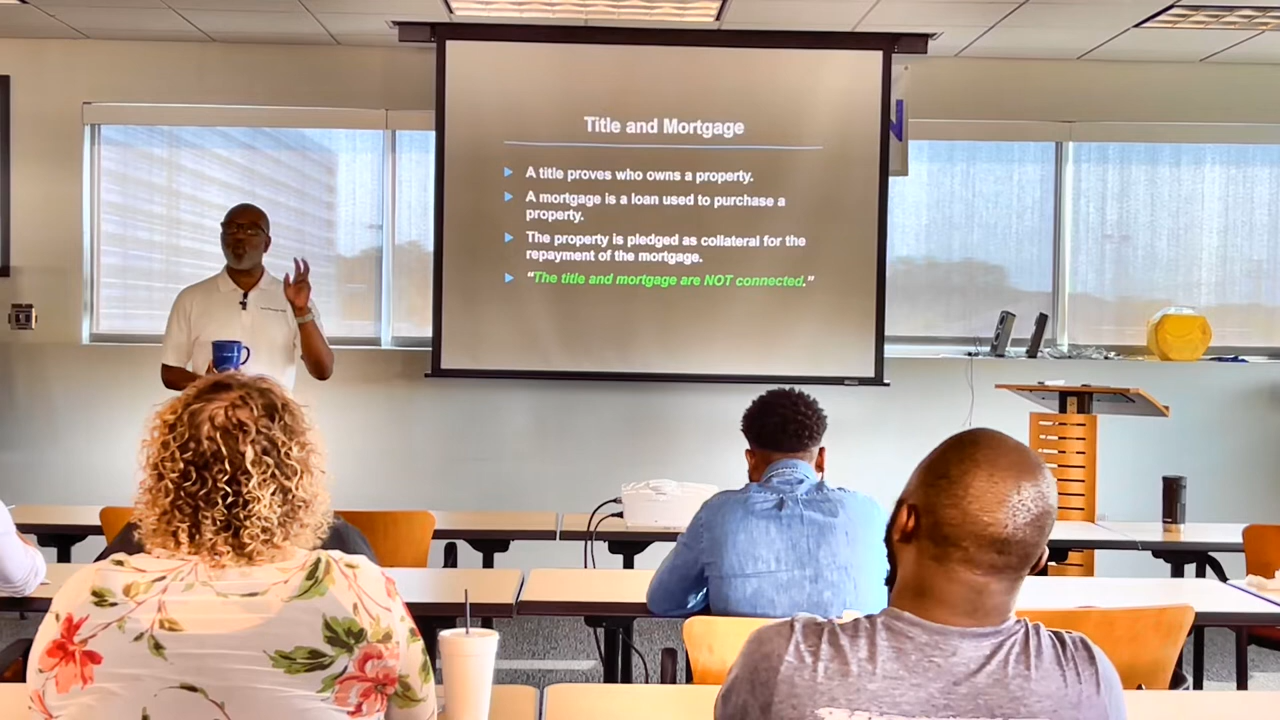 Title and Mortgage
A title proves who owns a property.
A mortgage is a loan used to purchase a
property.
The property is pledged as collateral for the
repayment of the mortgage.
“The title and mortgage are NOT connected.”